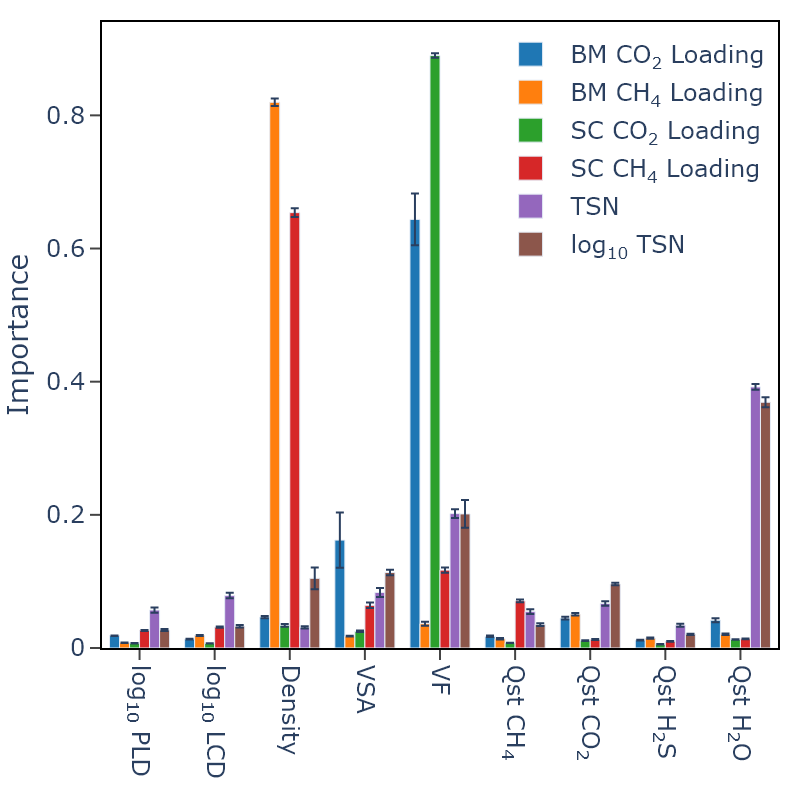 BM CO₂ Loading
BM CH₄ Loading
SC CO₂ Loading
SC CH₄ Loading
TSN
log₁₀ TSN
Importance
0.8
0.6
0.4
0.2
0
log₁₀ PLD
log₁₀ LCD
Density
VSA
VF
Qst CH₄
Qst CO₂
Qst H₂S
Qst H₂O